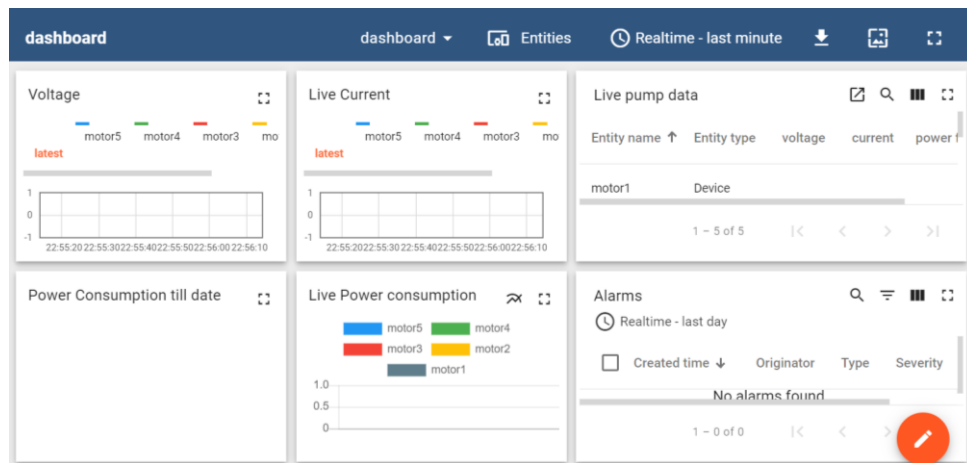 dashboard
dashboard Entities Realtime - last minute
Voltage
motor5 motor4 motor3 mo
latest
1
0
-1
22:55:20 22:55:30 22:55:40 22:55:50 22:56:00 22:56:10
Live Current
motor5 motor4 motor3 mo
latest
1
0
-1
22:55:20 22:55:30 22:55:40 22:55:50 22:56:00 22:56:10
Live pump data
Entity name Entity type voltage current power f
motor1 Device
1 – 5 of 5
Power Consumption till date
Live Power consumption
motor5 motor4
motor3 motor2
motor1
1.0
0.5
0
Alarms
Realtime - last day
Created time Originator Type Severity
No alarms found
1 – 0 of 0